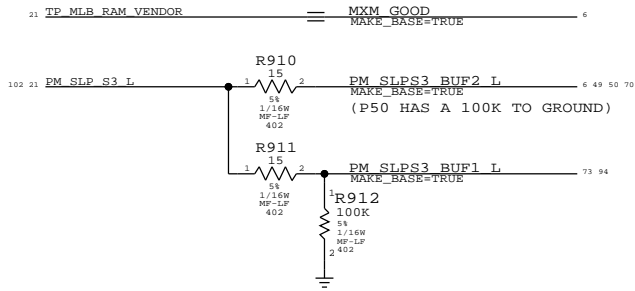 21 TP_MLB_RAM_VENDOR MXM_GOOD 6
MAKE_BASE=TRUE
R910
15
102 21 PM_SLP_S3_L 1 2 PM_SLPS3_BUF2_L 6 49 50 70
5% MAKE_BASE=TRUE
1/16W (P50 HAS A 100K TO GROUND)
MF-LF
402
R911
15
1 2 PM_SLPS3_BUF1_L 73 94
5% MAKE_BASE=TRUE
1/16W
MF-LF
402
1 R912
100K
5%
1/16W
MF-LF
2 402